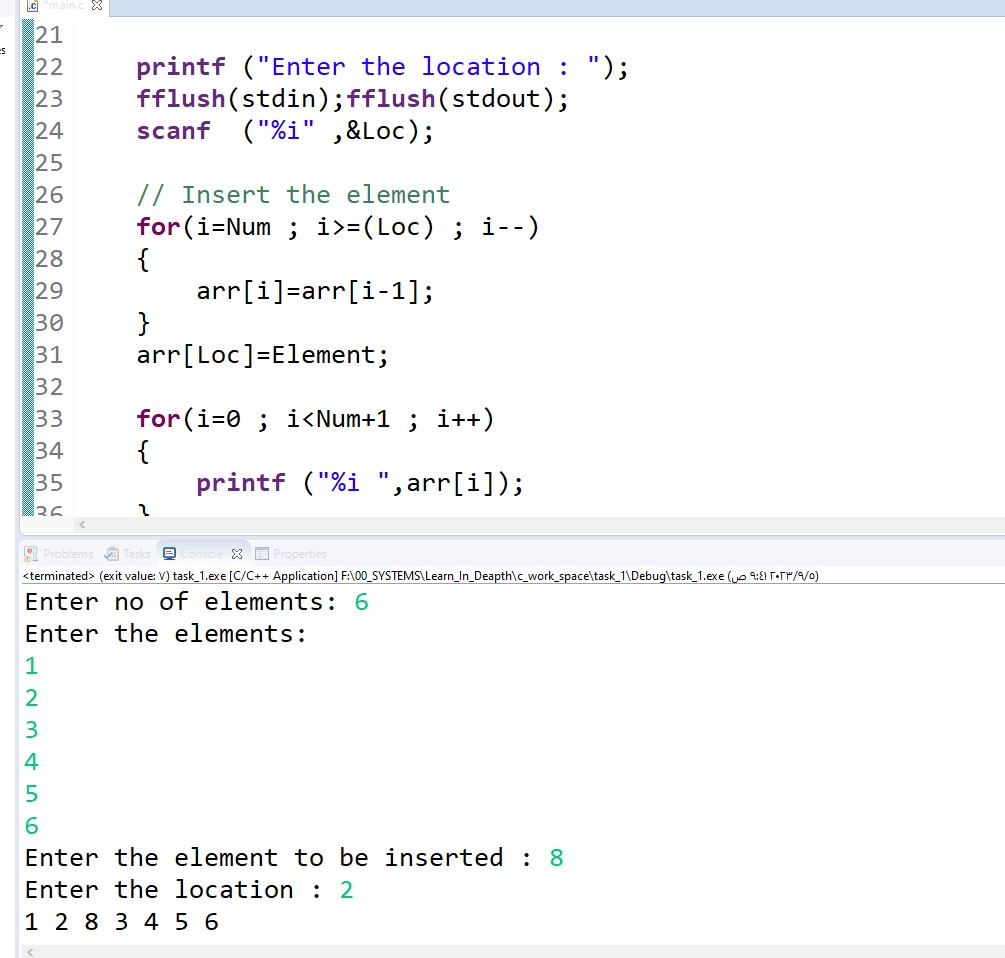 *main.c
21
22 printf ("Enter the location : ");
23 fflush(stdin);fflush(stdout);
24 scanf  ("%i" ,&Loc);
25
26 // Insert the element
27 for(i=Num ; i>=(Loc) ; i--)
28 {
29     arr[i]=arr[i-1];
30 }
31 arr[Loc]=Element;
32
33 for(i=0 ; i<Num+1 ; i++)
34 {
35     printf ("%i ",arr[i]);
36 }
Problems Tasks Console Properties
<terminated> (exit value: ٧) task_1.exe [C/C++ Application] F:\00_SYSTEMS\Learn_In_Deapth\c_work_space\task_1\Debug\task_1.exe (ص ٩:٤١ ٢٠٢٣/٩/٥)
Enter no of elements: 6
Enter the elements:
1
2
3
4
5
6
Enter the element to be inserted : 8
Enter the location : 2
1 2 8 3 4 5 6